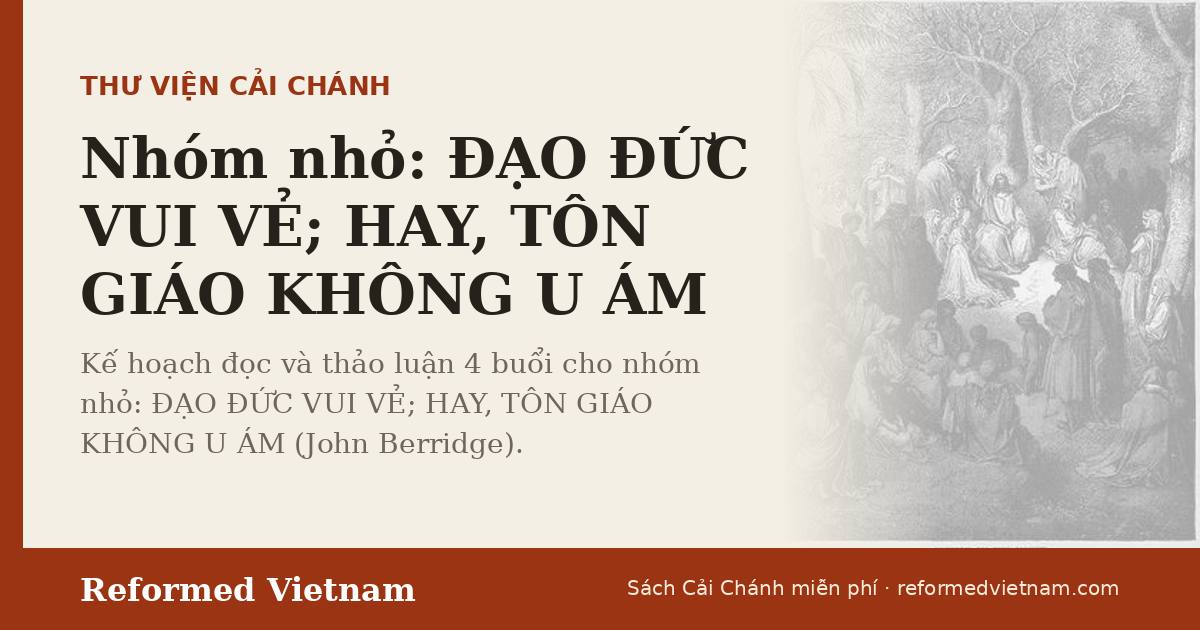 THƯ VIỆN CẢI CHÁNH
Nhóm nhỏ: ĐẠO ĐỨC
VUI VẺ; HAY, TÔN
GIÁO KHÔNG U ÁM
Kế hoạch đọc và thảo luận 4 buổi cho nhóm
nhỏ: ĐẠO ĐỨC VUI VẺ; HAY, TÔN GIÁO
KHÔNG U ÁM (John Berridge).
Reformed Vietnam
Sách Cải Chánh miễn phí · reformedvietnam.com